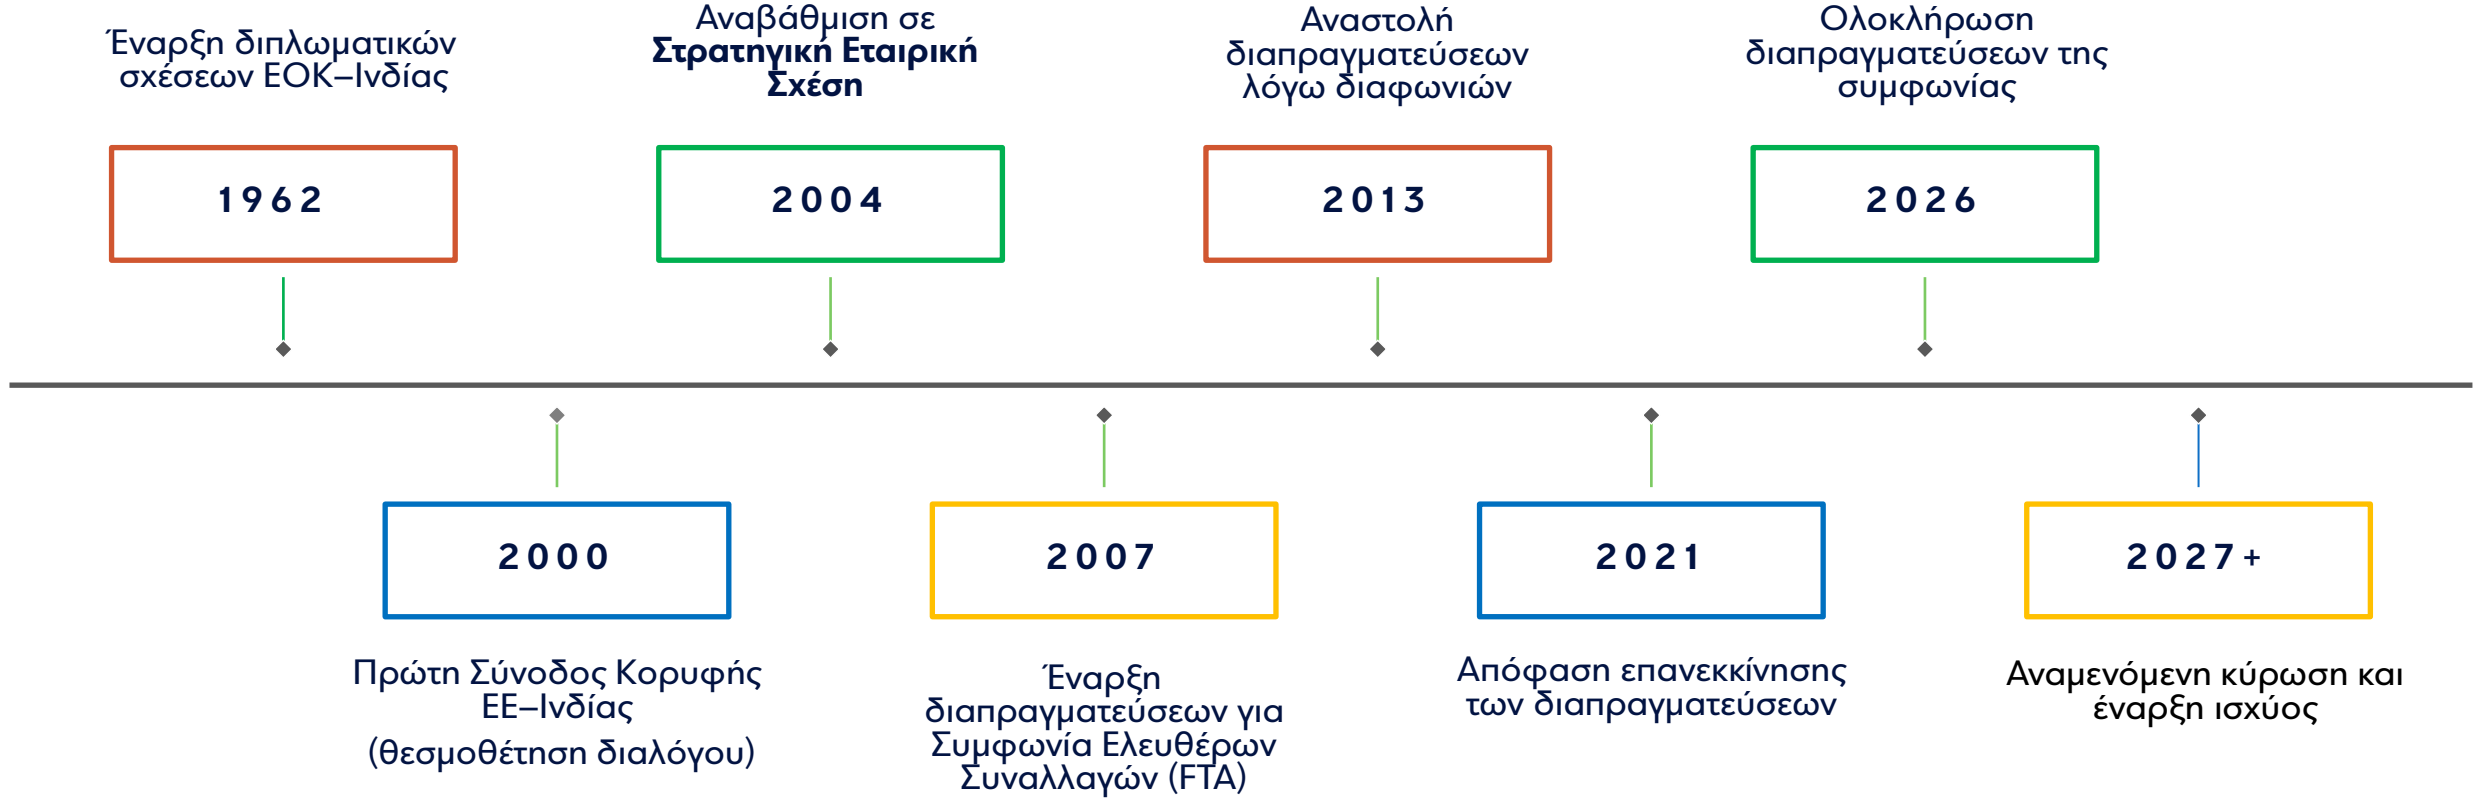 Έναρξη διπλωματικών
σχέσεων ΕΟΚ–Ινδίας
1962
Πρώτη Σύνοδος Κορυφής
ΕΕ–Ινδίας
(θεσμοθέτηση διαλόγου)
2000
Αναβάθμιση σε
Στρατηγική Εταιρική
Σχέση
2004
2007
Έναρξη
διαπραγματεύσεων για
Συμφωνία Ελευθέρων
Συναλλαγών (FTA)
Αναστολή
διαπραγματεύσεων
λόγω διαφωνιών
2013
2021
Απόφαση επανεκκίνησης
των διαπραγματεύσεων
Ολοκλήρωση
διαπραγματεύσεων της
συμφωνίας
2026
2027+
Αναμενόμενη κύρωση και
έναρξη ισχύος